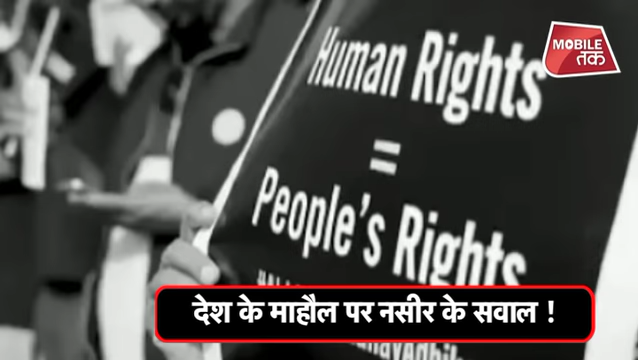 MOBILE
तक
Human Rights
=
People's Rights
देश के माहौल पर नसीर के सवाल !